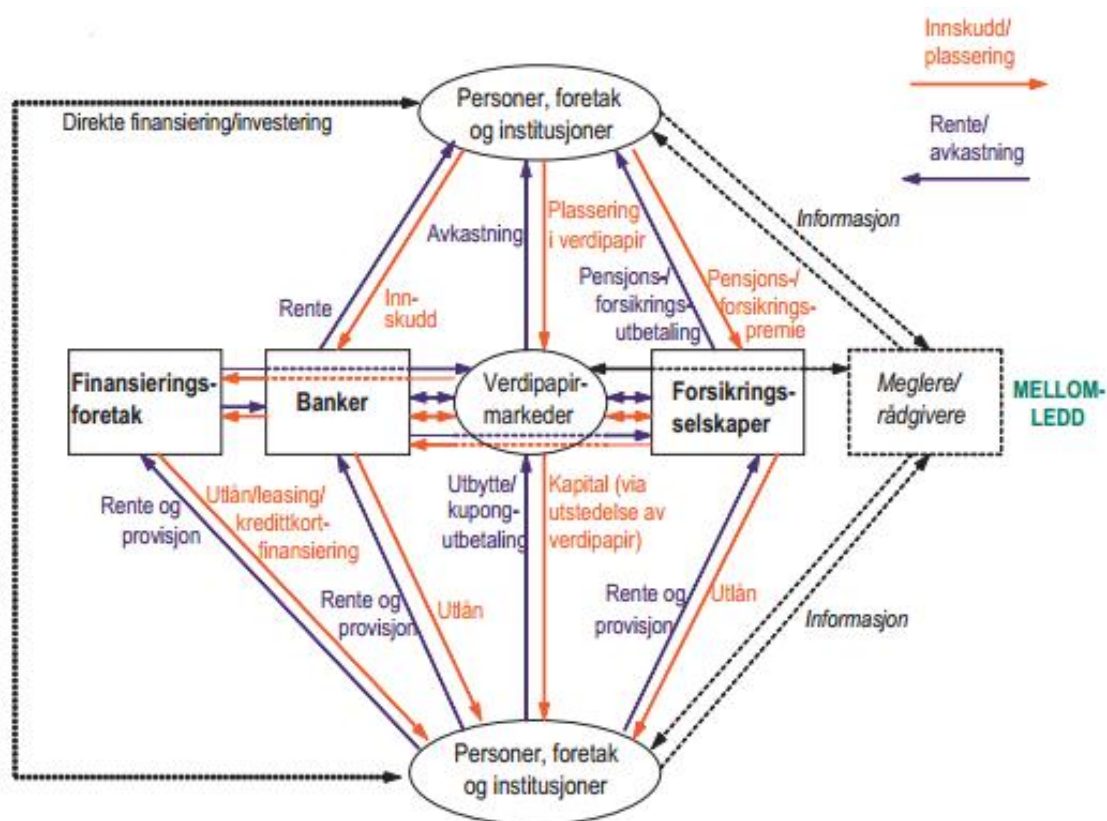 Innskudd/
plassering
Rente/
avkastning
Personer, foretak
og institusjoner
Direkte finansiering/investering
Informasjon
Avkastning
Plassering
i verdipapir
Pensjons-/
forsikrings-
utbetaling
Pensjons-/
forsikrings-
premie
Rente
Inn-
skudd
Finansierings-
foretak
Banker
Verdipapir-
markeder
Forsikrings-
selskaper
Meglere/
rådgivere
MELLOM-
LEDD
Rente og
provisjon
Utlån/leasing/
kredittkort-
finansiering
Rente og
provisjon
Utlån
Utbytte/
kupong-
utbetaling
Kapital (via
utstedelse av
verdipapir)
Rente og
provisjon
Utlån
Informasjon
Personer, foretak
og institusjoner